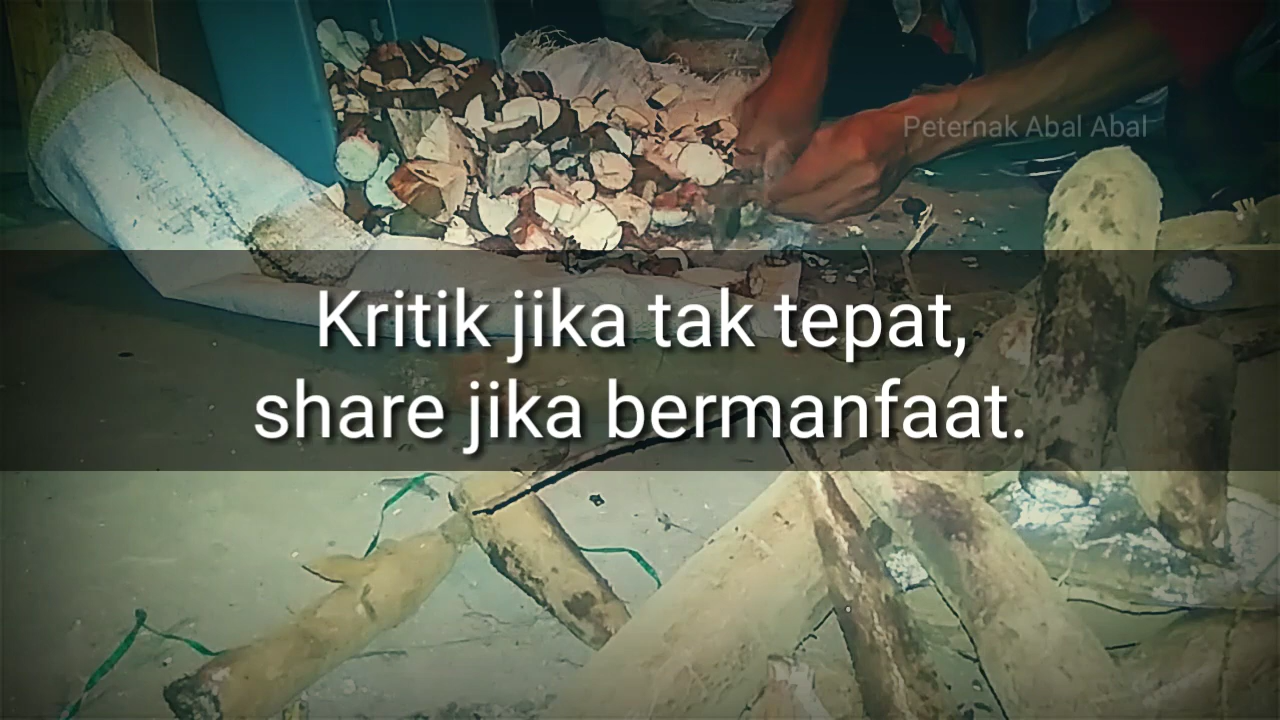 Peternak Abal Abal
Kritik jika tak tepat,
share jika bermanfaat.